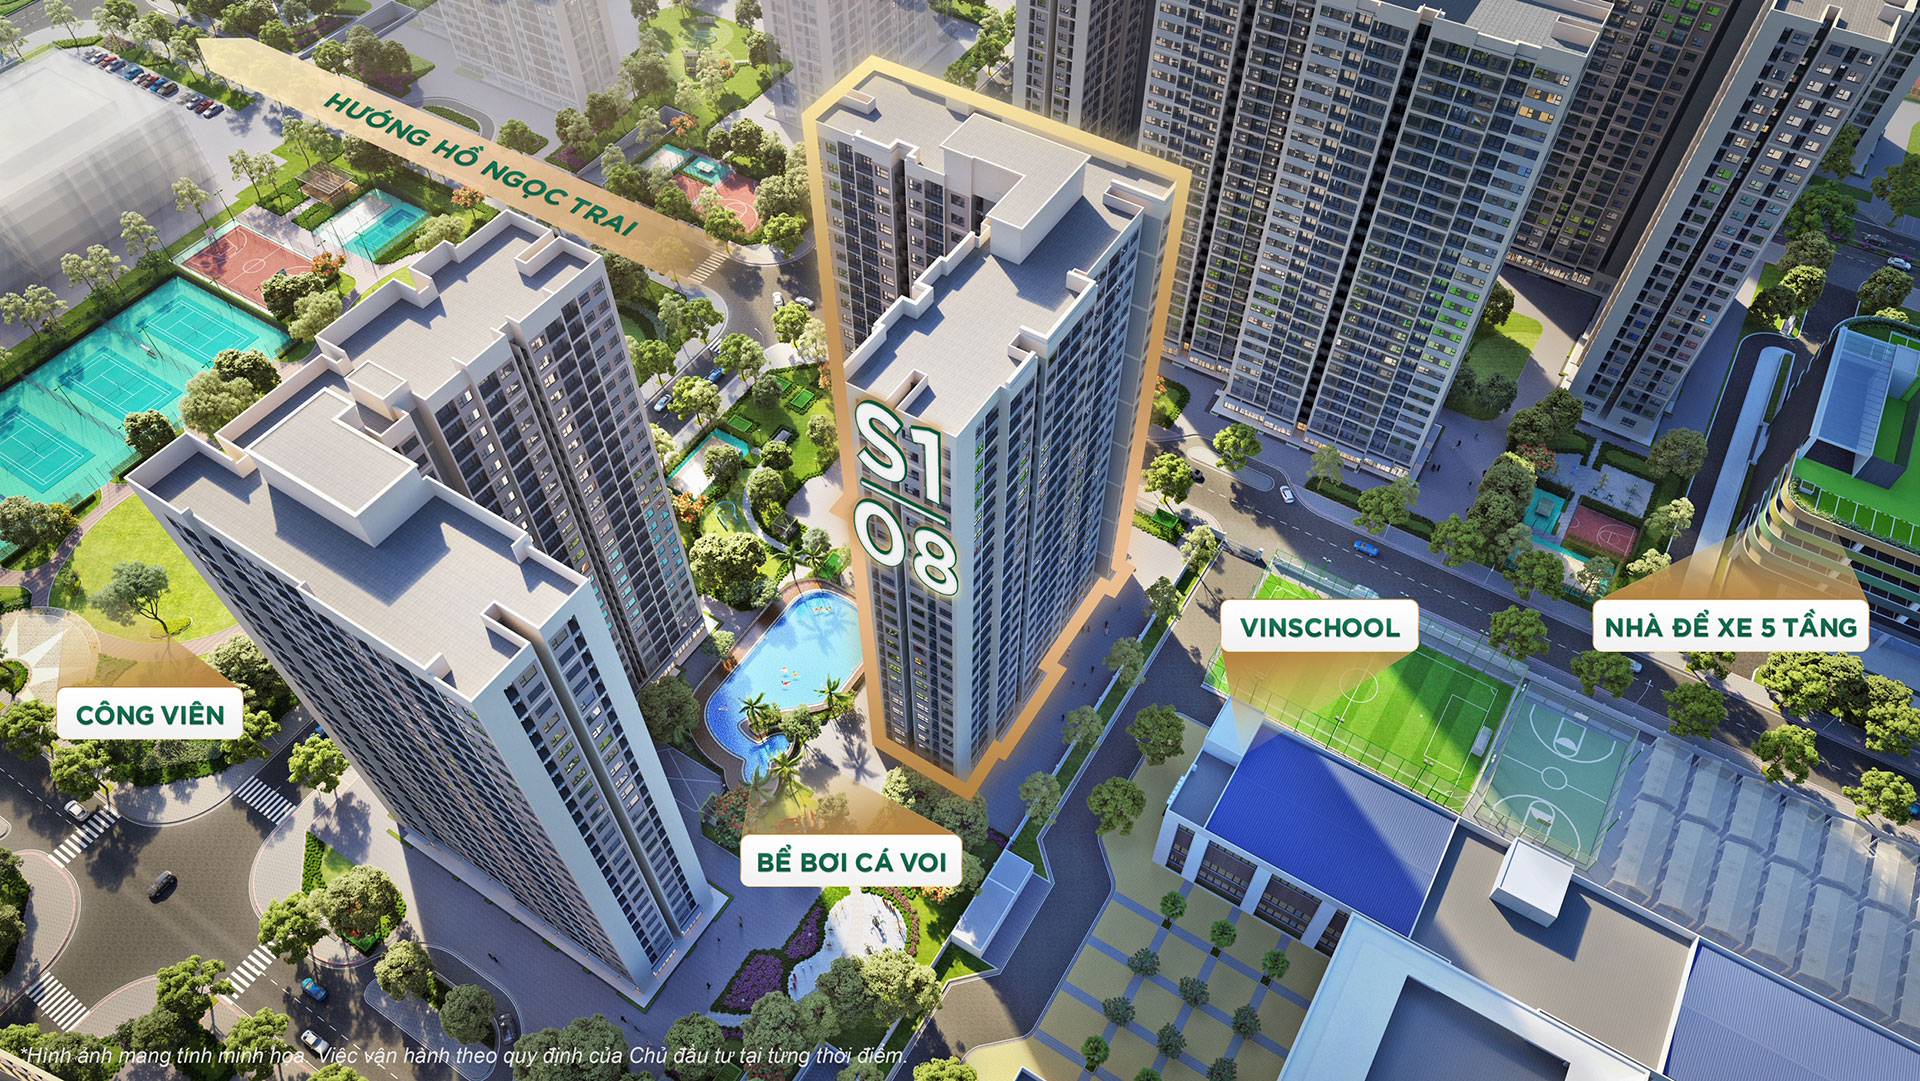 HƯỚNG HỒ NGỌC TRAI
S1
08
VINSCHOOL
NHÀ ĐỂ XE 5 TẦNG
CÔNG VIÊN
BỂ BƠI CÁ VOI
*Hình ảnh mang tính minh họa. Việc vận hành theo quy định của Chủ đầu tư tại từng thời điểm.